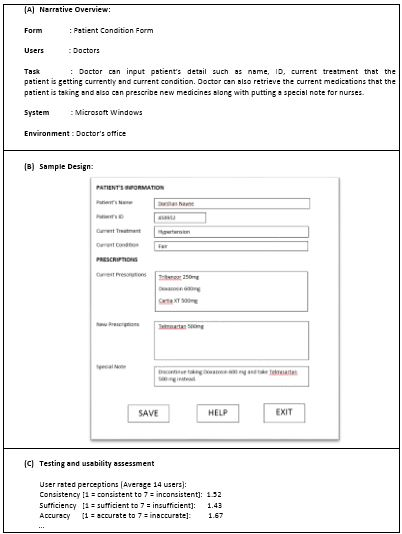 (A) Narrative Overview:
Form : Patient Condition Form
Users : Doctors
Task : Doctor can input patient's detail such as name, ID, current treatment that the
patient is getting currently and current condition. Doctor can also retrieve the current medications that the
patient is taking and also can prescribe new medicines along with putting a special note for nurses.
System : Microsoft Windows
Environment : Doctor's office
(B) Sample Design:
PATIENT'S INFORMATION
Patient's Name Darshan Nayee
Patient's ID
Current Treatment Hypertension
Current Condition Fair
PRESCRIPTIONS
Current Prescriptions Tribenzor 250mg
Doxazosin 600mg
Cartia XT 500mg
New Prescriptions Telmisartan 500mg
Special Note
Discontinue taking Doxazosin 600 mg and take Telmisartan
500 mg instead.
SAVE HELP EXIT
(C) Testing and usability assessment
User rated perceptions (Average 14 users):
Consistency [1 = consistent to 7 = inconsistent]: 1.52
Sufficiency [1 = sufficient to 7 = insufficient]: 1.43
Accuracy [1 = accurate to 7 = inaccurate]: 1.67
...